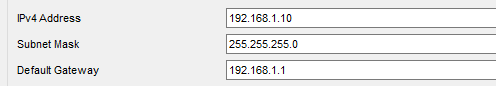 IPv4 Address 192.168.1.10
Subnet Mask 255.255.255.0
Default Gateway 192.168.1.1